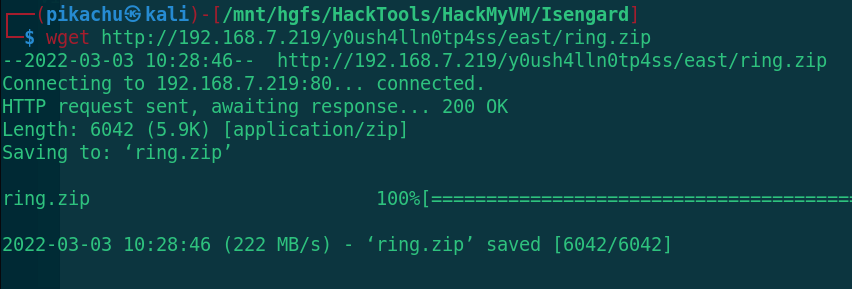 ┌──(pikachu㉿kali)-[/mnt/hgfs/HackTools/HackMyVM/Isengard]
└─$ wget http://192.168.7.219/y0ush4lln0tp4ss/east/ring.zip
--2022-03-03 10:28:46--  http://192.168.7.219/y0ush4lln0tp4ss/east/ring.zip
Connecting to 192.168.7.219:80... connected.
HTTP request sent, awaiting response... 200 OK
Length: 6042 (5.9K) [application/zip]
Saving to: ‘ring.zip’
ring.zip                          100%[=======================================
2022-03-03 10:28:46 (222 MB/s) - ‘ring.zip’ saved [6042/6042]